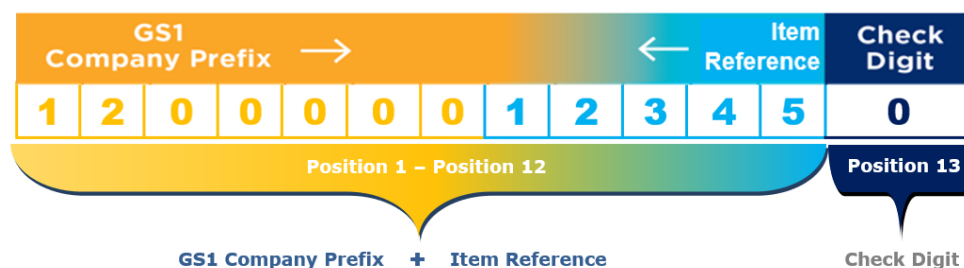 GS1
Company Prefix →
← Item
Reference
Check
Digit
1 2 0 0 0 0 0 1 2 3 4 5 0
Position 1 – Position 12
Position 13
GS1 Company Prefix + Item Reference
Check Digit